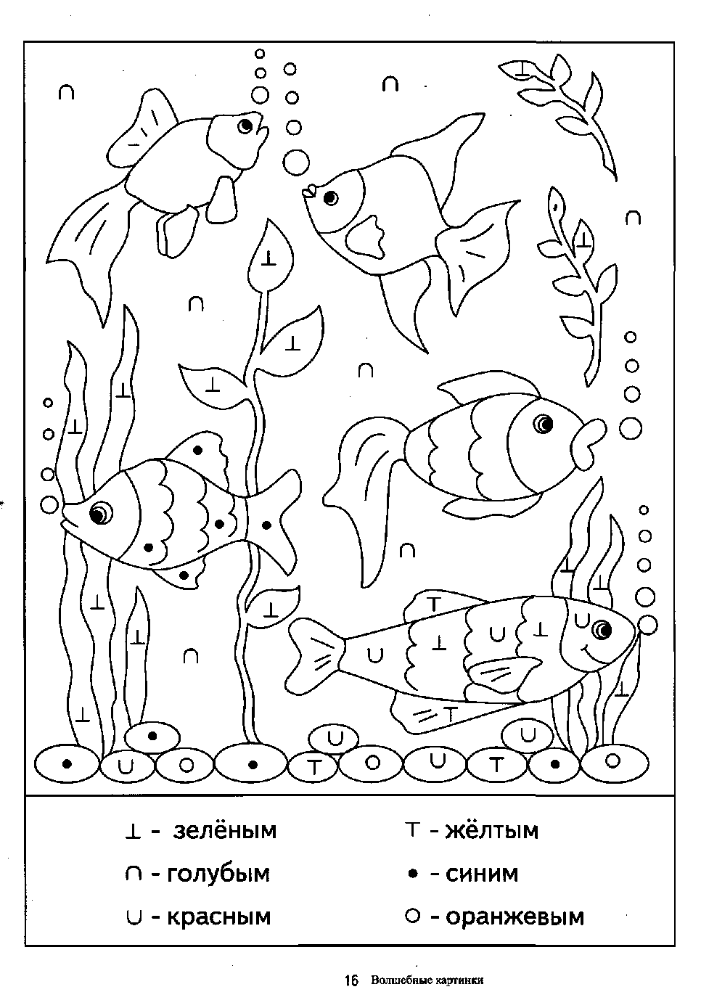 ⊥ - зелёным
⊤ - жёлтым
∩ - голубым
• - синим
∪ - красным
○ - оранжевым
16 Волшебные картинки